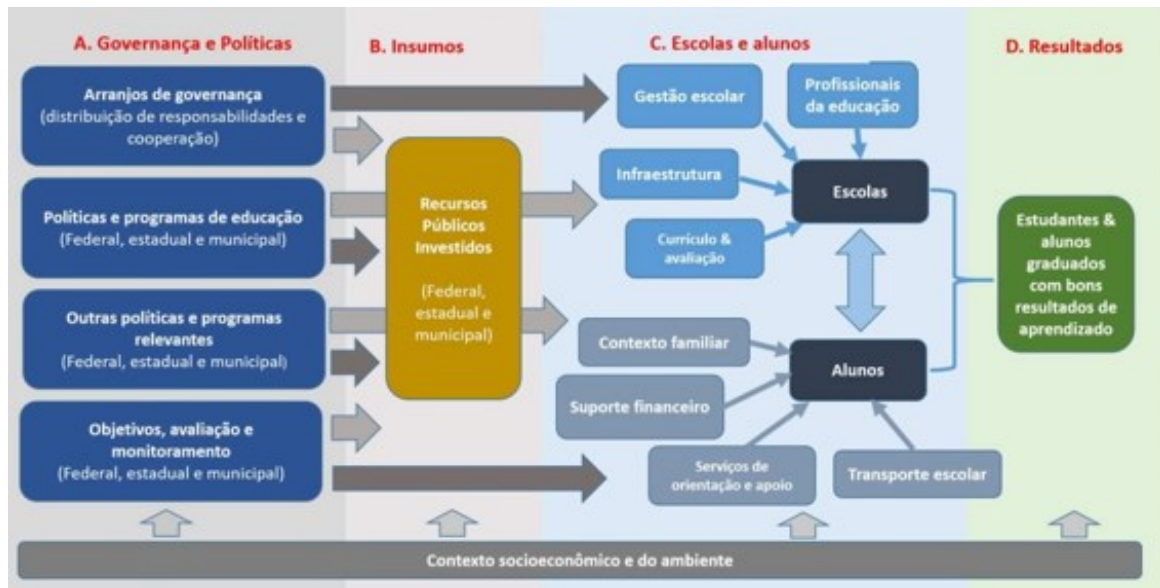 A. Governança e Políticas
Arranjos de governança
(distribuição de responsabilidades e
cooperação)
Políticas e programas de educação
(Federal, estadual e municipal)
Outras políticas e programas
relevantes
(Federal, estadual e municipal)
Objetivos, avaliação e
monitoramento
(Federal, estadual e municipal)
B. Insumos
Recursos
Públicos
Investidos
(Federal,
estadual e
municipal)
C. Escolas e alunos
Gestão escolar
Profissionais
da educação
Infraestrutura
Escolas
Currículo &
avaliação
Contexto familiar
Alunos
Suporte financeiro
Serviços de
orientação e apoio
Transporte escolar
D. Resultados
Estudantes &
alunos
graduados
com bons
resultados de
aprendizado
Contexto socioeconômico e do ambiente